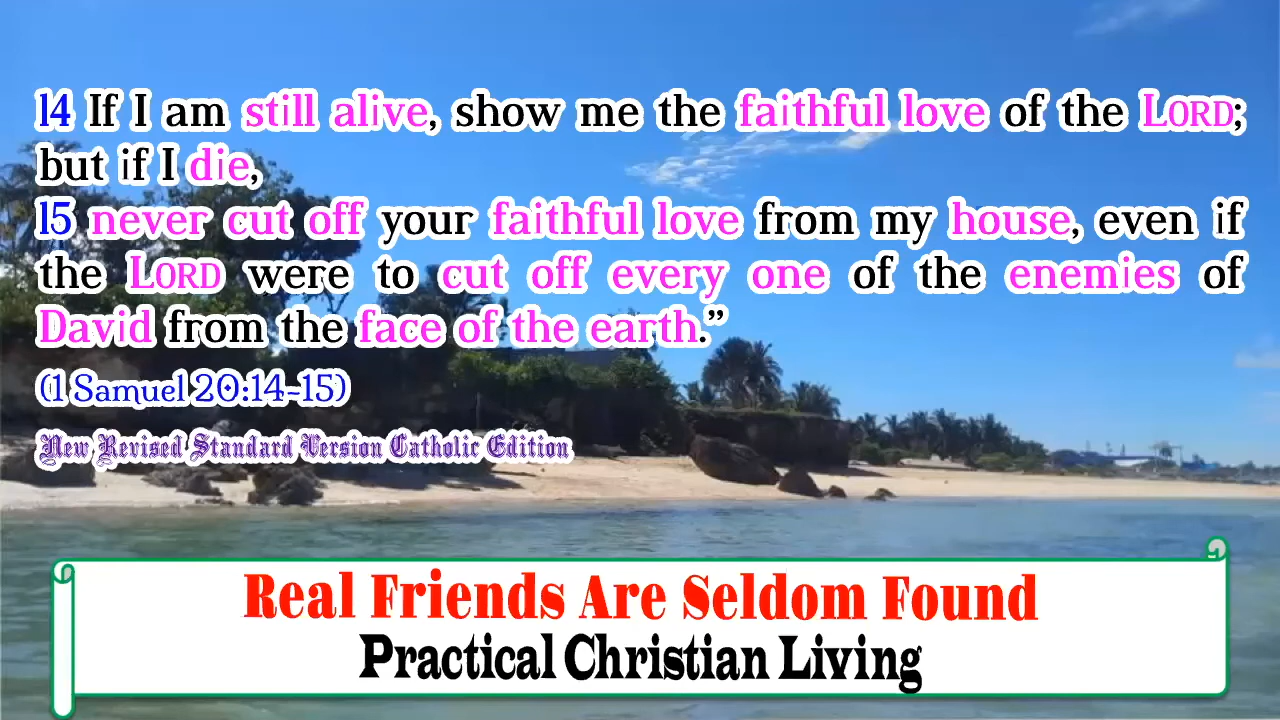 14 If I am still alive, show me the faithful love of the LORD;
but if I die,
15 never cut off your faithful love from my house, even if
the LORD were to cut off every one of the enemies of
David from the face of the earth.”
(1 Samuel 20:14-15)
New Revised Standard Version Catholic Edition
Real Friends Are Seldom Found
Practical Christian Living